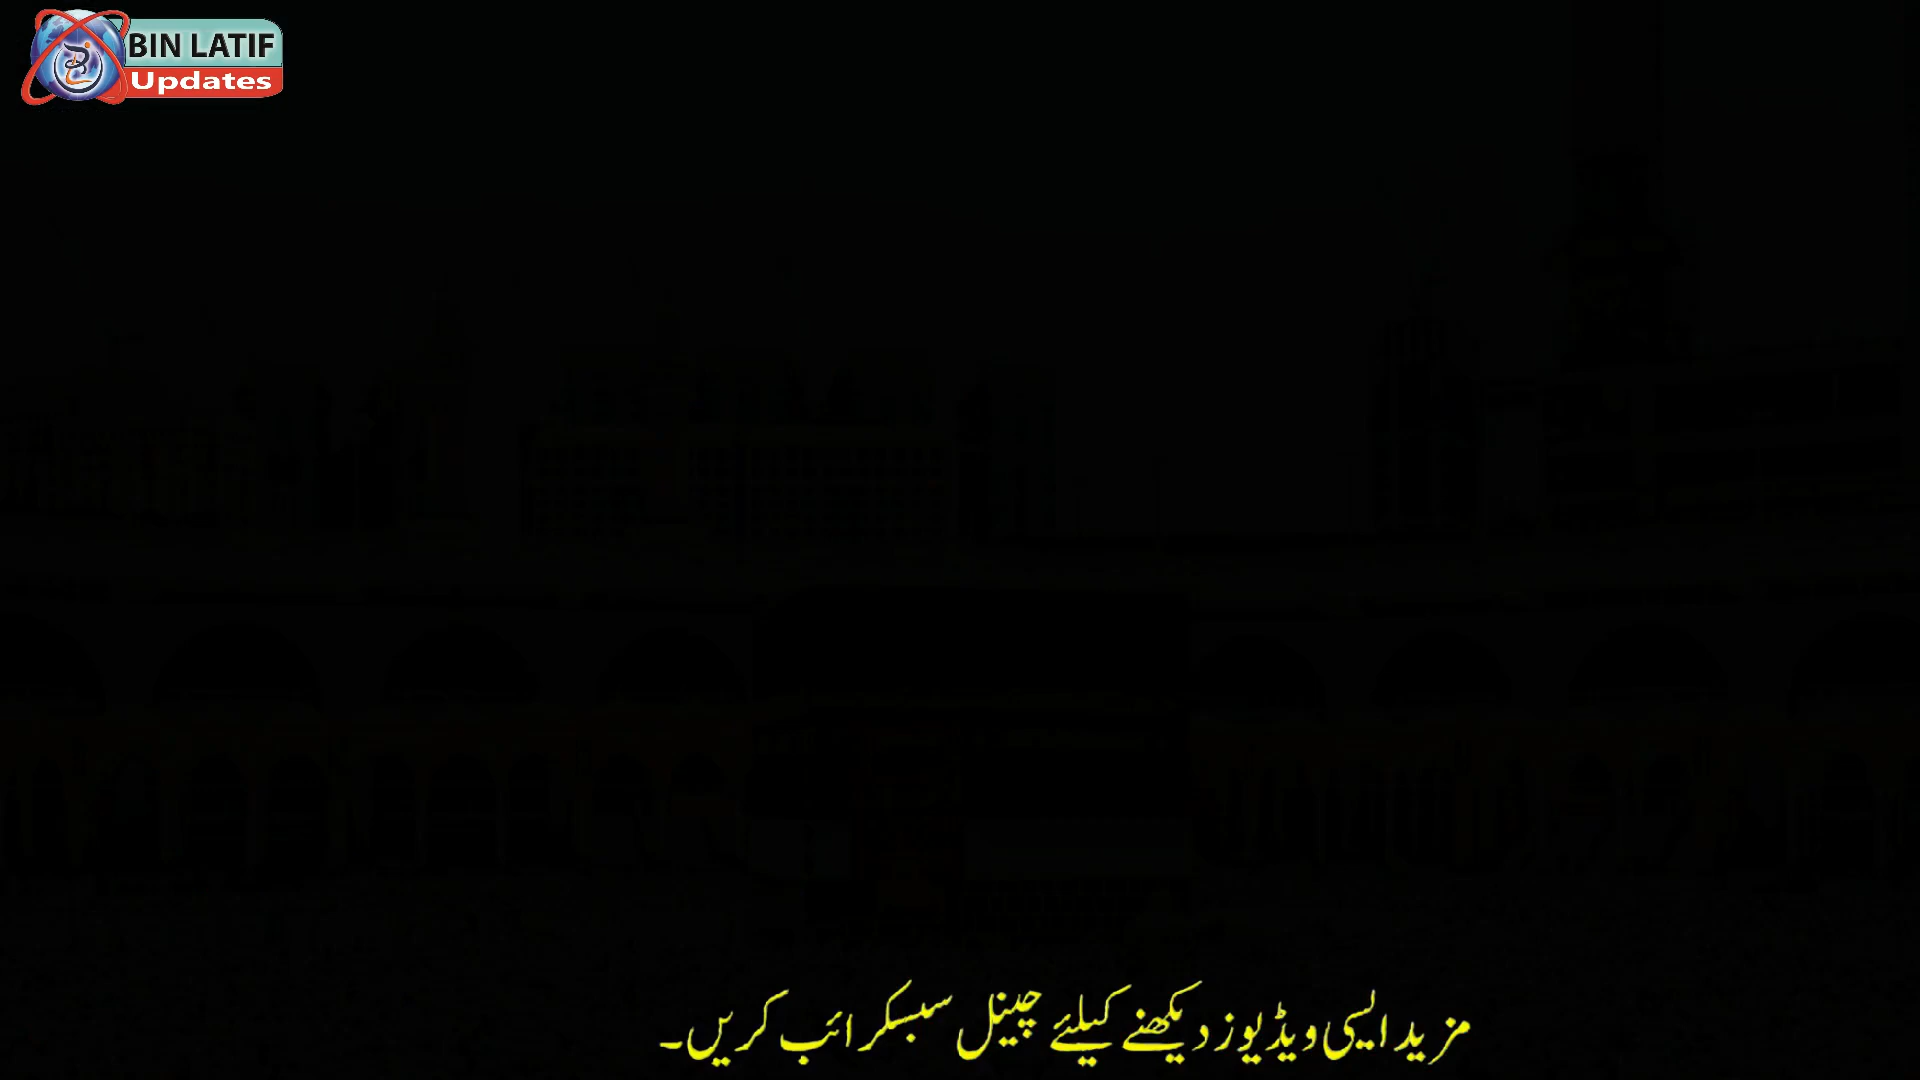 BIN LATIF
Updates
مزید ایسی ویڈیوز دیکھنے کیلئے چینل سبسکرائب کریں۔